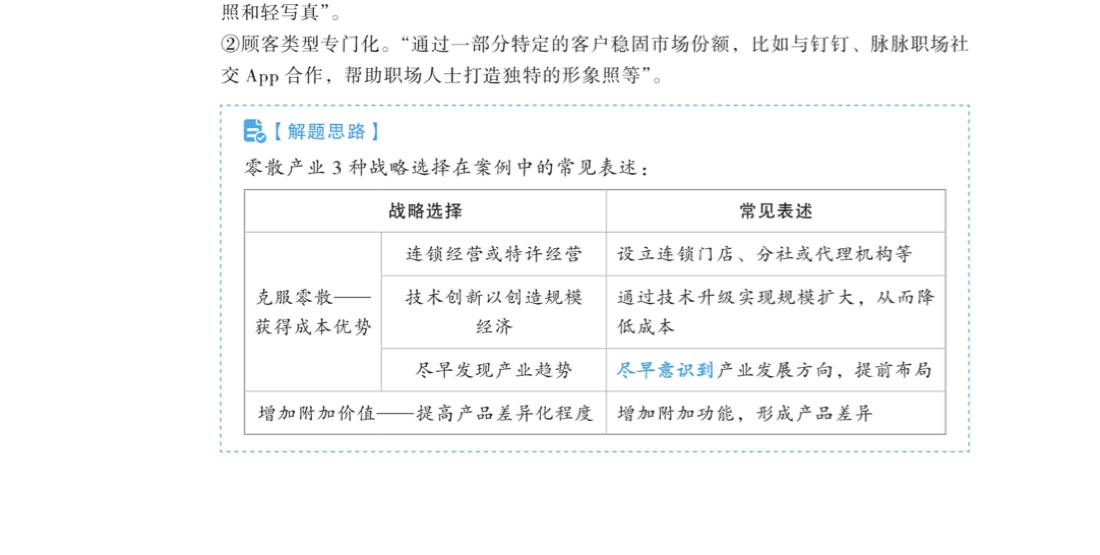 照和轻写真”。
②顾客类型专门化。“通过一部分特定的客户稳固市场份额，比如与钉钉、脉脉职场社
交 App 合作，帮助职场人士打造独特的形象照等”。
【解题思路】
零散产业 3 种战略选择在案例中的常见表述：
战略选择
常见表述
克服零散——
获得成本优势
连锁经营或特许经营
设立连锁门店、分社或代理机构等
技术创新以创造规模
经济
通过技术升级实现规模扩大，从而降
低成本
尽早发现产业趋势
尽早意识到产业发展方向，提前布局
增加附加价值——提高产品差异化程度
增加附加功能，形成产品差异